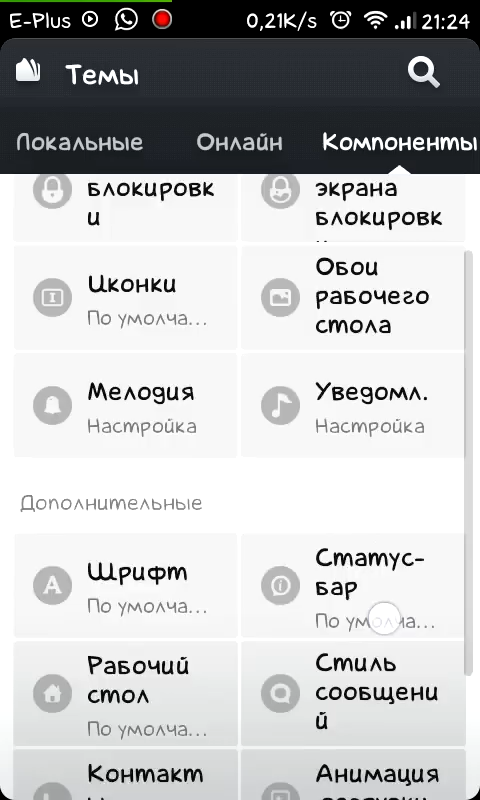 E-Plus 0,21K/s 21:24
Темы
Локальные Онлайн Компоненты
блокировк
и
экрана
блокировк
Иконки
По умолча...
Обои
рабочего
стола
Мелодия
Настройка
Уведомл.
Настройка
Дополнительные
Шрифт
По умолча...
Статус-
бар
По умолча...
Рабочий
стол
По умолча...
Стиль
сообщени
й
Контакт
Анимация